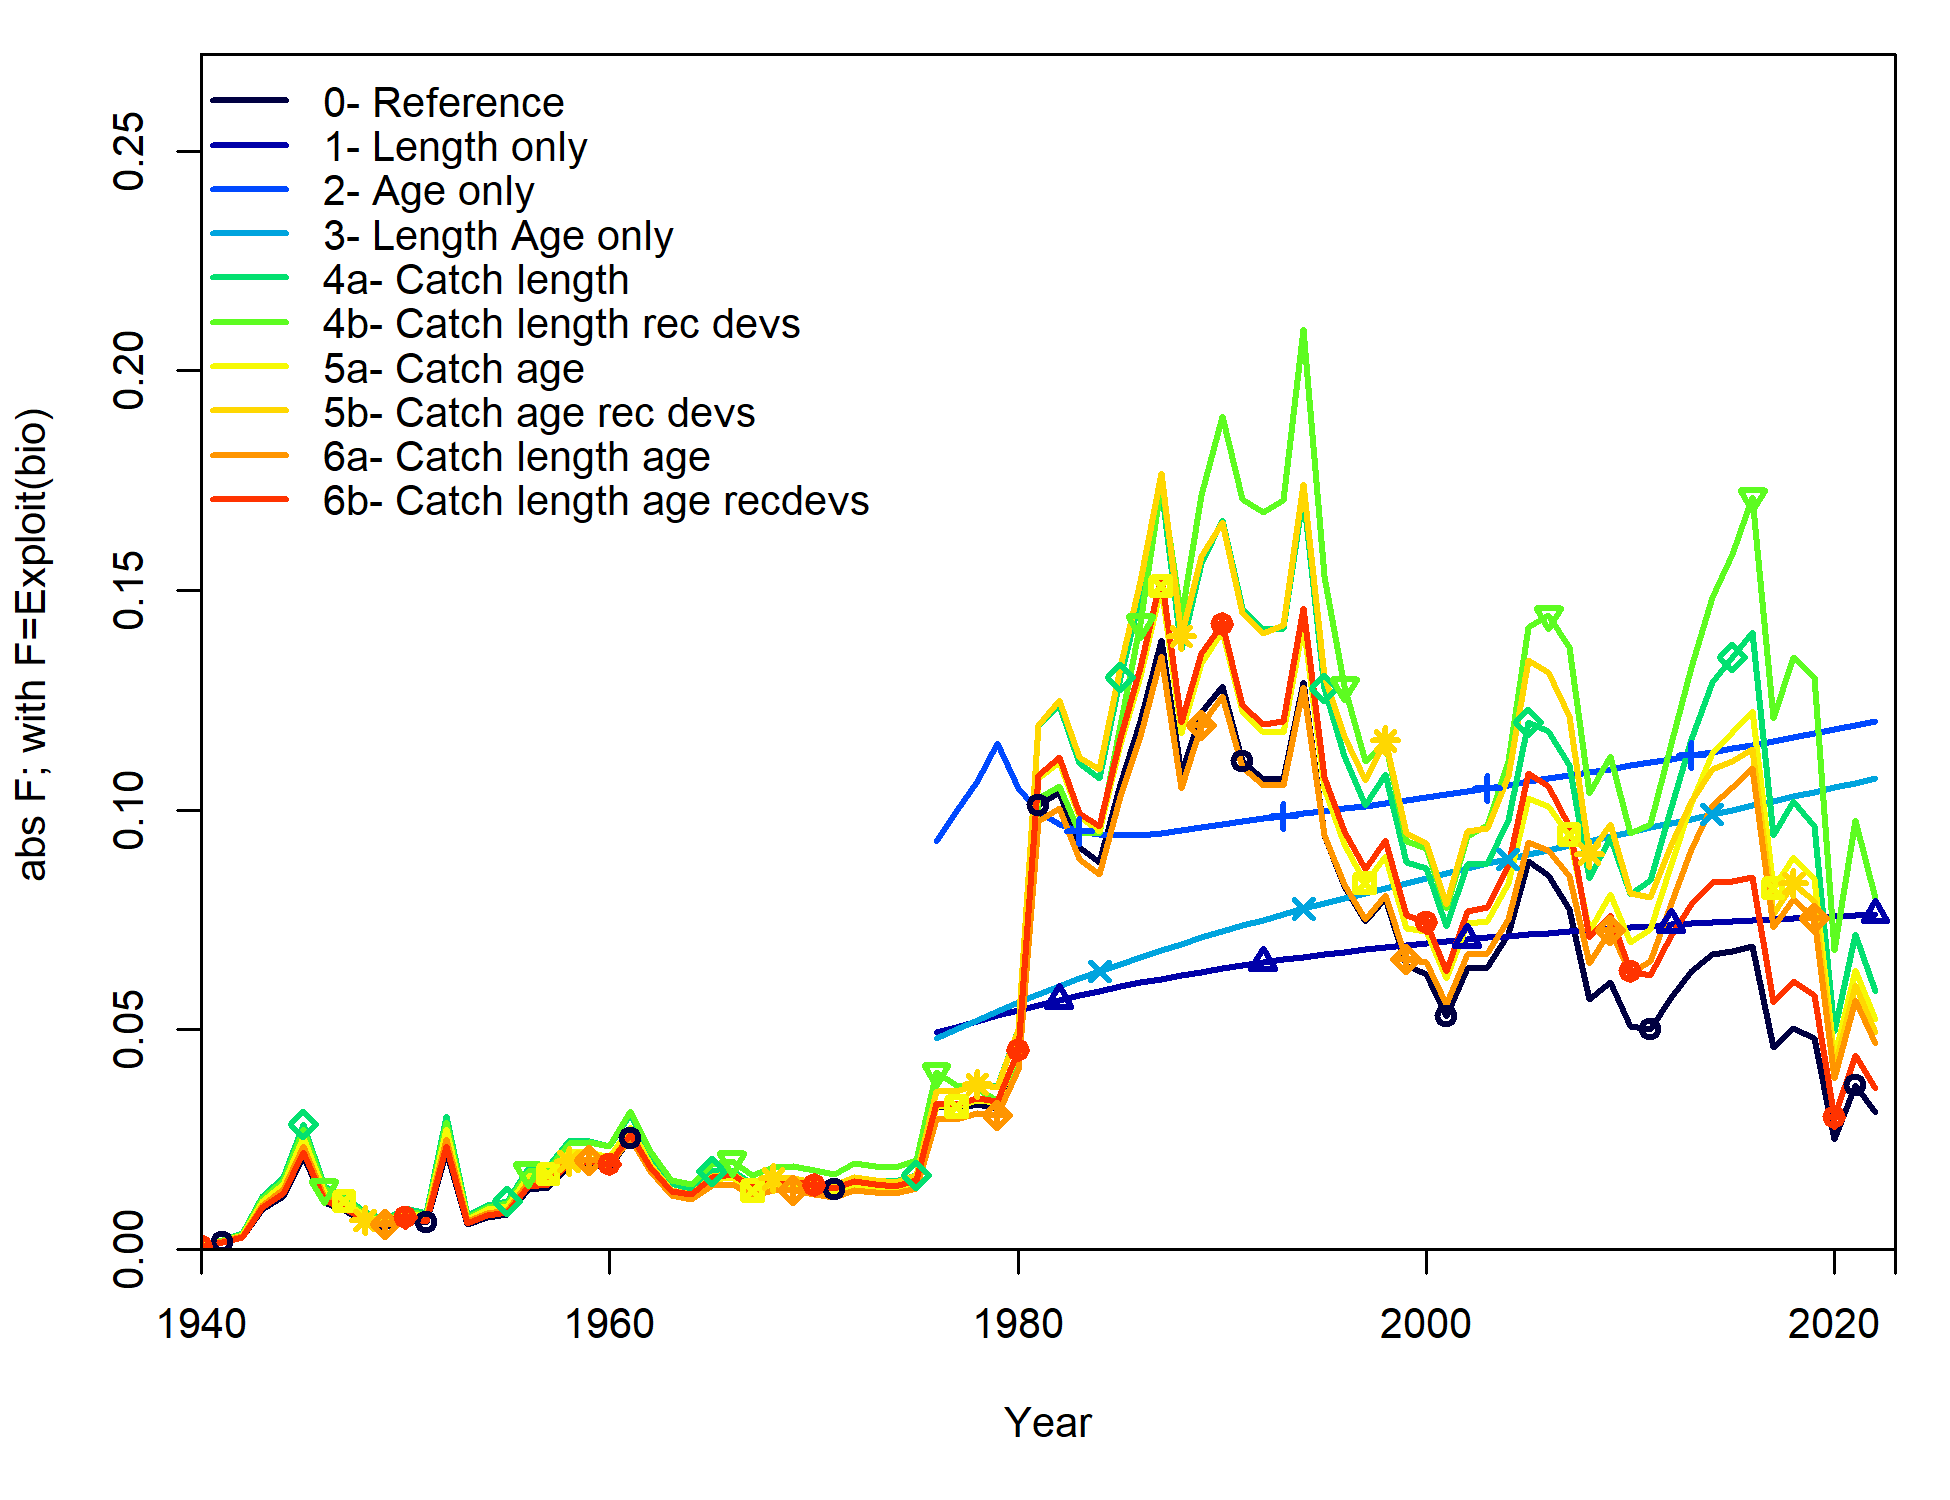 0- Reference
1- Length only
2- Age only
3- Length Age only
4a- Catch length
4b- Catch length rec devs
5a- Catch age
5b- Catch age rec devs
6a- Catch length age
6b- Catch length age recdevs
abs F; with F=Exploit(bio)
0.25
0.20
0.15
0.10
0.05
0.00
1940 1960 1980 2000 2020
Year